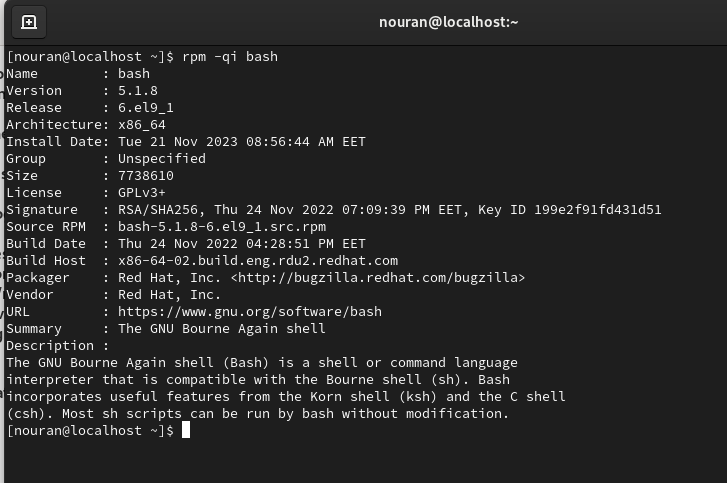 nouran@localhost:~
[nouran@localhost ~]$ rpm -qi bash
Name        : bash
Version     : 5.1.8
Release     : 6.el9_1
Architecture: x86_64
Install Date: Tue 21 Nov 2023 08:56:44 AM EET
Group       : Unspecified
Size        : 7738610
License     : GPLv3+
Signature   : RSA/SHA256, Thu 24 Nov 2022 07:09:39 PM EET, Key ID 199e2f91fd431d51
Source RPM  : bash-5.1.8-6.el9_1.src.rpm
Build Date  : Thu 24 Nov 2022 04:28:51 PM EET
Build Host  : x86-64-02.build.eng.rdu2.redhat.com
Packager    : Red Hat, Inc. <http://bugzilla.redhat.com/bugzilla>
Vendor      : Red Hat, Inc.
URL         : https://www.gnu.org/software/bash
Summary     : The GNU Bourne Again shell
Description :
The GNU Bourne Again shell (Bash) is a shell or command language
interpreter that is compatible with the Bourne shell (sh). Bash
incorporates useful features from the Korn shell (ksh) and the C shell
(csh). Most sh scripts can be run by bash without modification.
[nouran@localhost ~]$